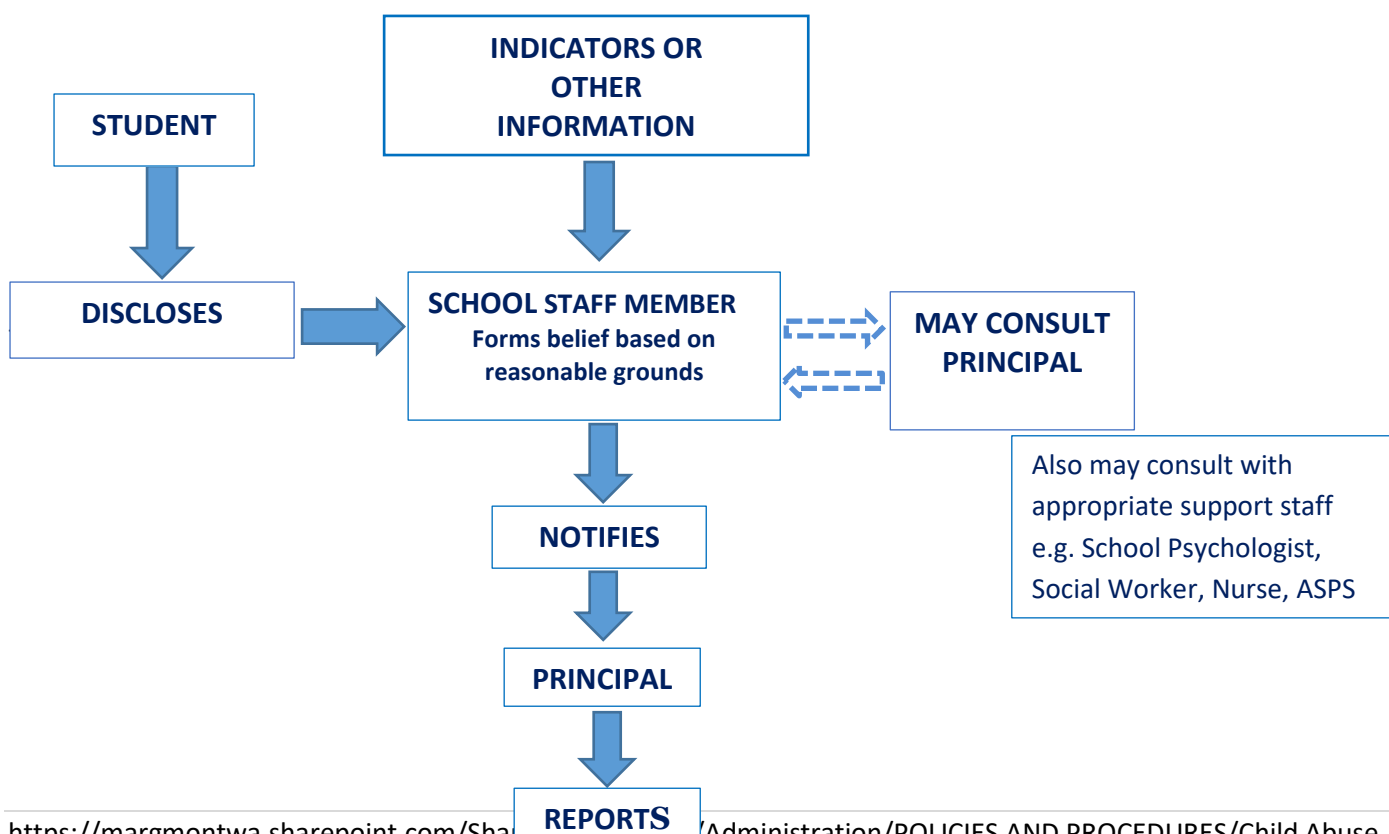 INDICATORS OR
OTHER
INFORMATION
STUDENT
DISCLOSES
SCHOOL STAFF MEMBER
Forms belief based on
reasonable grounds
MAY CONSULT
PRINCIPAL
Also may consult with
appropriate support staff
e.g. School Psychologist,
Social Worker, Nurse, ASPS
NOTIFIES
PRINCIPAL
REPORTS
https://margmontwa.sharepoint.com/Sha /Administration/POLICIES AND PROCEDURES/Child Abuse